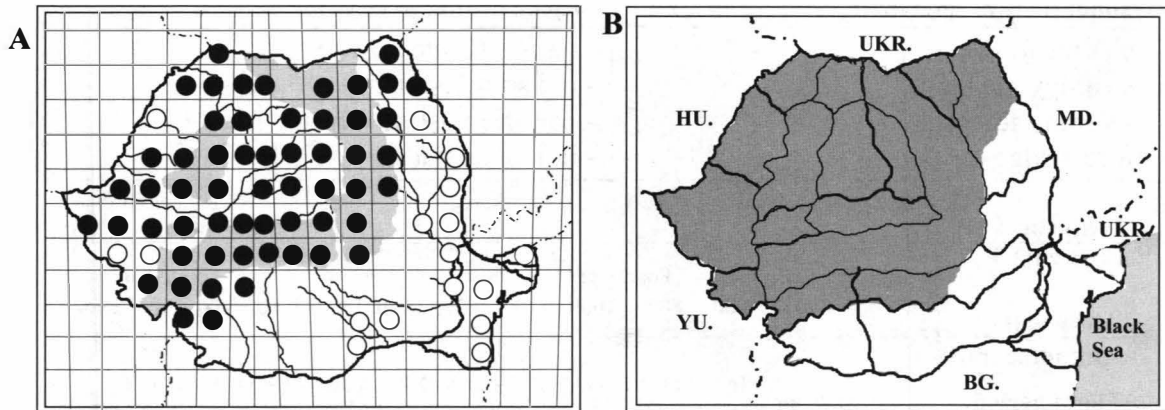 A
B
UKR.
HU.
MD.
UKR.
YU.
Black
Sea
BG.